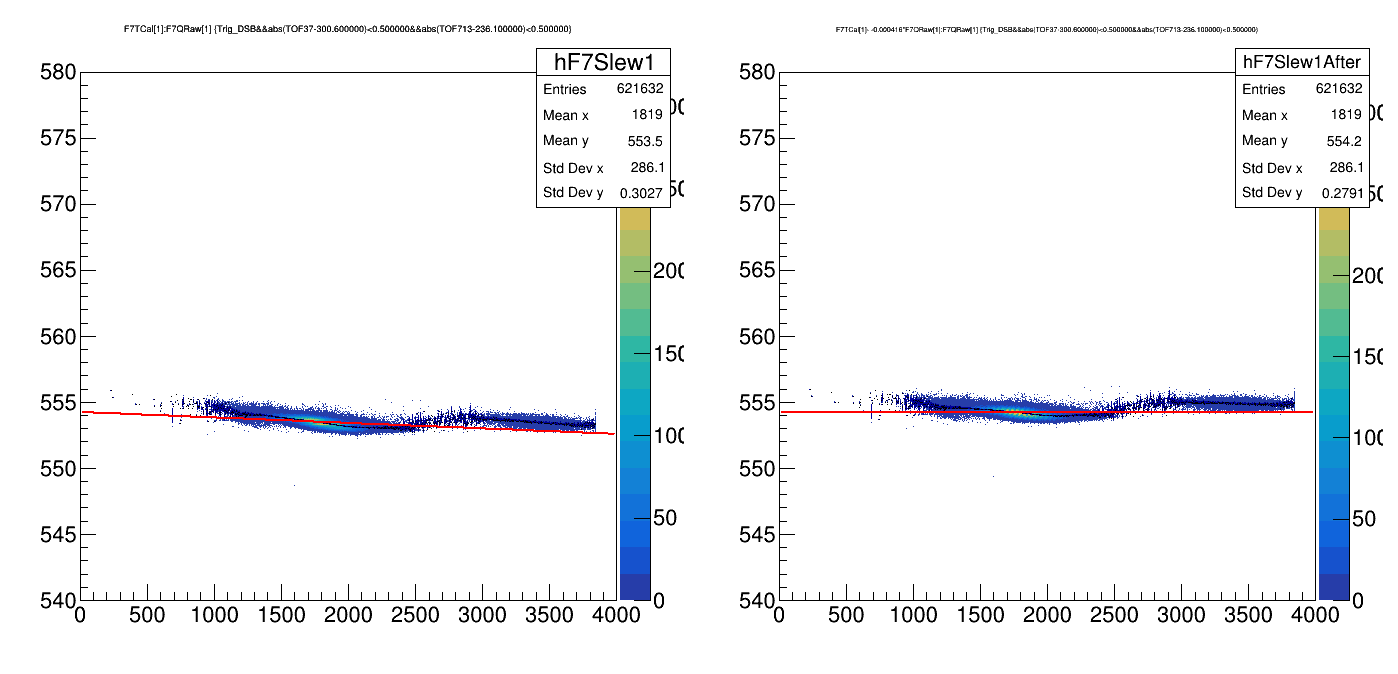 F7TCal[1]:F7QRaw[1] {Trig_DSB&&abs(TOF37-300.600000)<0.500000&&abs(TOF713-236.100000)<0.500000}
hF7Slew1
Entries 621632
Mean x 1819
Mean y 553.5
Std Dev x 286.1
Std Dev y 0.3027
580
575
570
565
560
555
550
545
540
0 500 1000 1500 2000 2500 3000 3500 4000
200
150
100
50
0
F7TCal[1]- -0.000416*F7QRaw[1]:F7QRaw[1] {Trig_DSB&&abs(TOF37-300.600000)<0.500000&&abs(TOF713-236.100000)<0.500000}
hF7Slew1After
Entries 621632
Mean x 1819
Mean y 554.2
Std Dev x 286.1
Std Dev y 0.2791
580
575
570
565
560
555
550
545
540
0 500 1000 1500 2000 2500 3000 3500 4000
200
150
100
50
0